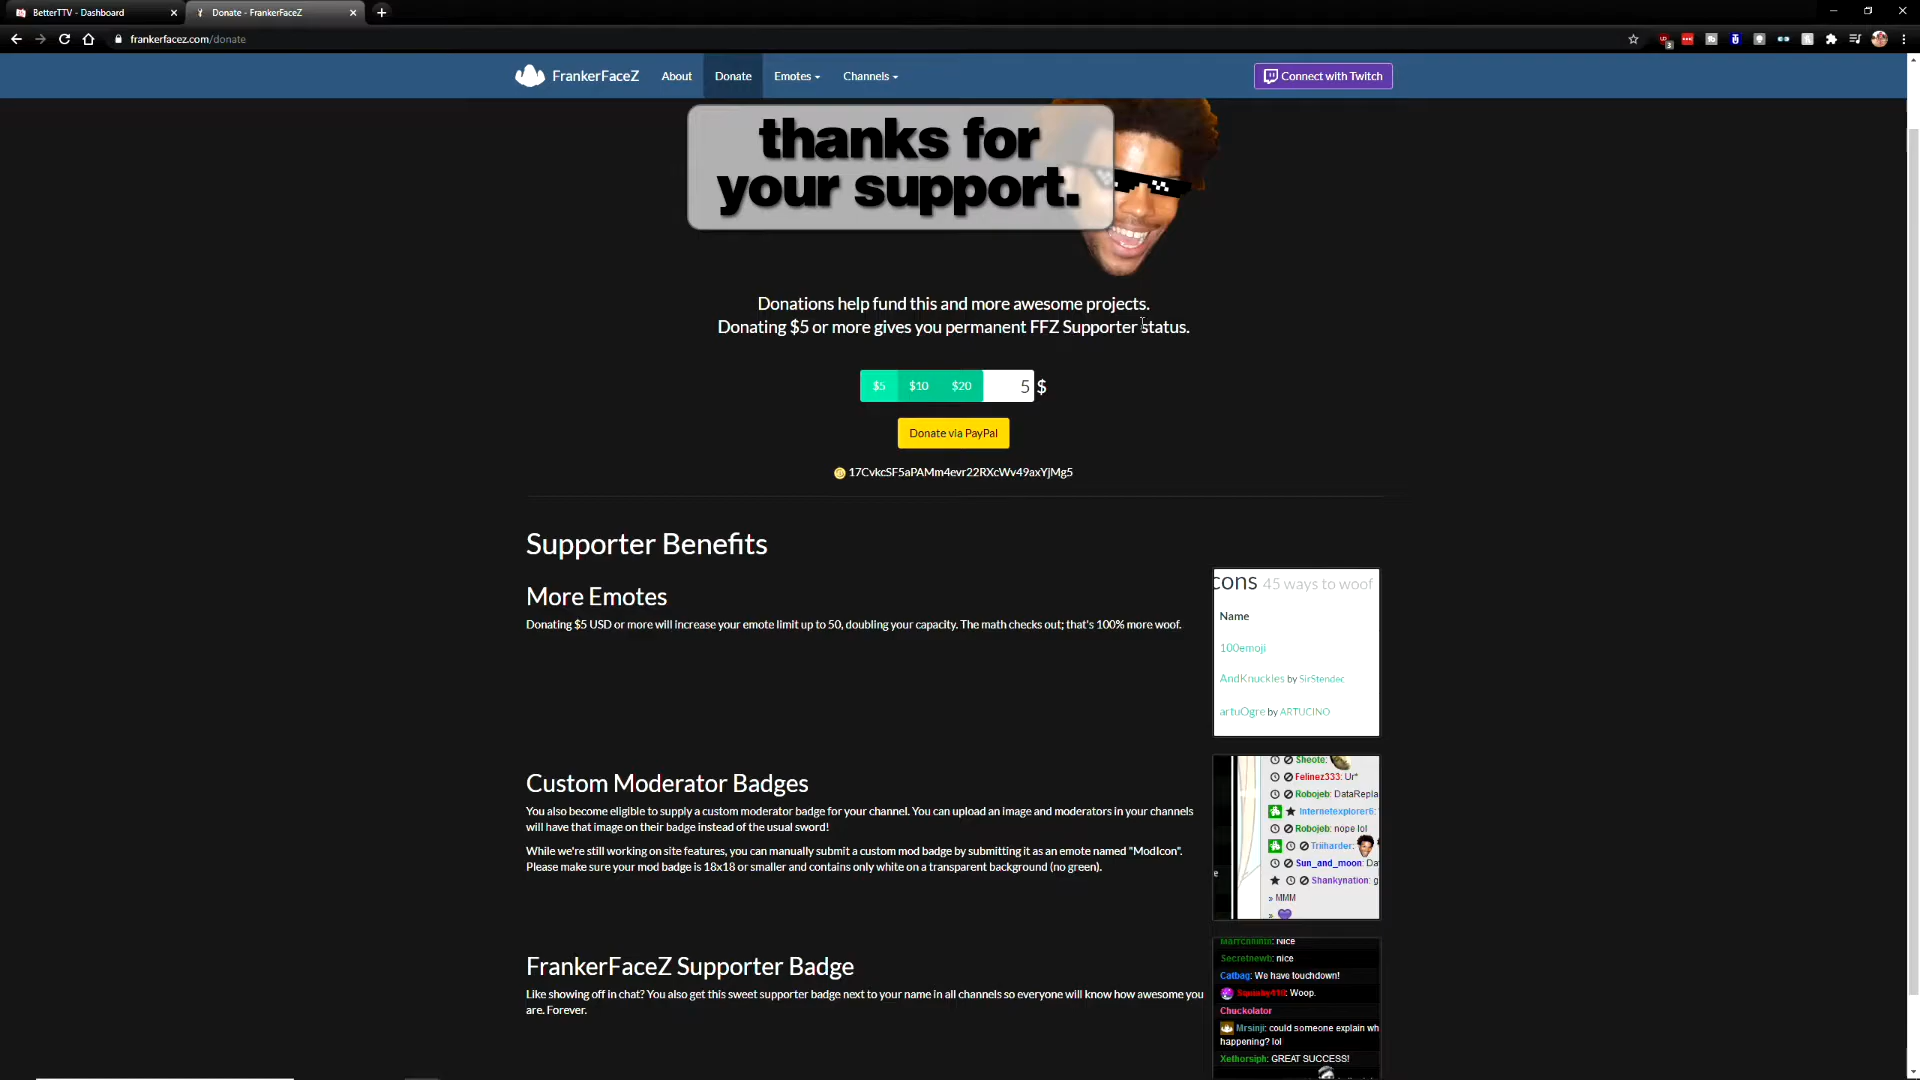 BetterTTV - Dashboard
Donate - FrankerFaceZ
frankerfacez.com/donate
3
FrankerFaceZ
About
Donate
Emotes
Channels
Connect with Twitch
thanks for
your support.
Donations help fund this and more awesome projects.
Donating $5 or more gives you permanent FFZ Supporter status.
$5
$10
$20
5
$
Donate via PayPal
17CvkcSF5aPAMm4evr22RXcWv49axYjMg5
Supporter Benefits
More Emotes
Donating $5 USD or more will increase your emote limit up to 50, doubling your capacity. The math checks out; that's 100% more woof.
cons 45 ways to woof
Name
100emoji
AndKnuckles by SirStendec
artuOgre by ARTUCINO
Custom Moderator Badges
You also become eligible to supply a custom moderator badge for your channel. You can upload an image and moderators in your channels
will have that image on their badge instead of the usual sword!
While we're still working on site features, you can manually submit a custom mod badge by submitting it as an emote named "ModIcon".
Please make sure your mod badge is 18x18 or smaller and contains only white on a transparent background (no green).
Sheote:
Felinez333: Ur*
Robojeb: DataRepla
Internetexplorer6:
Robojeb: nope lol
Triiharder:
Sun_and_moon: Da
Shankynation: g
» MMM
»
FrankerFaceZ Supporter Badge
Like showing off in chat? You also get this sweet supporter badge next to your name in all channels so everyone will know how awesome you
are. Forever.
Nice
Secretnewb: nice
Catbag: We have touchdown!
Woop.
Chuckolator
Mrsinji: could someone explain wh
happening? lol
Xethorsiph: GREAT SUCCESS!